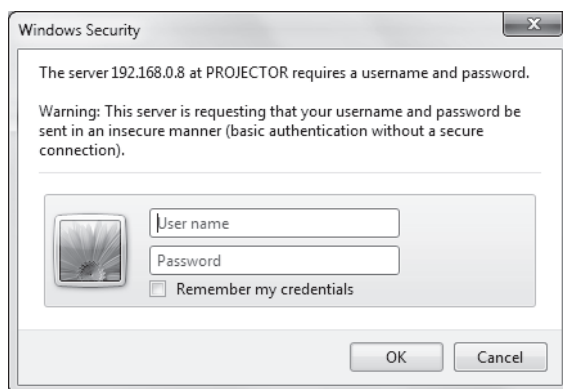 Windows Security
The server 192.168.0.8 at PROJECTOR requires a username and password.
Warning: This server is requesting that your username and password be
sent in an insecure manner (basic authentication without a secure
connection).
User name
Password
Remember my credentials
OK
Cancel